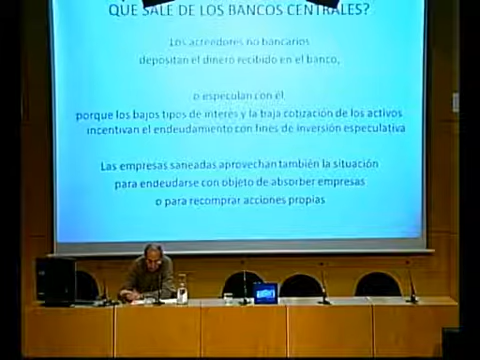 QUE SALE DE LOS BANCOS CENTRALES?
Los acreedores no bancarios
depositan el dinero recibido en el banco,
o especulan con él
porque los bajos tipos de interés y la baja cotización de los activos
incentivan el endeudamiento con fines de inversión especulativa
Las empresas saneadas aprovechan también la situación
para endeudarse con objeto de absorber empresas
o para recomprar acciones propias